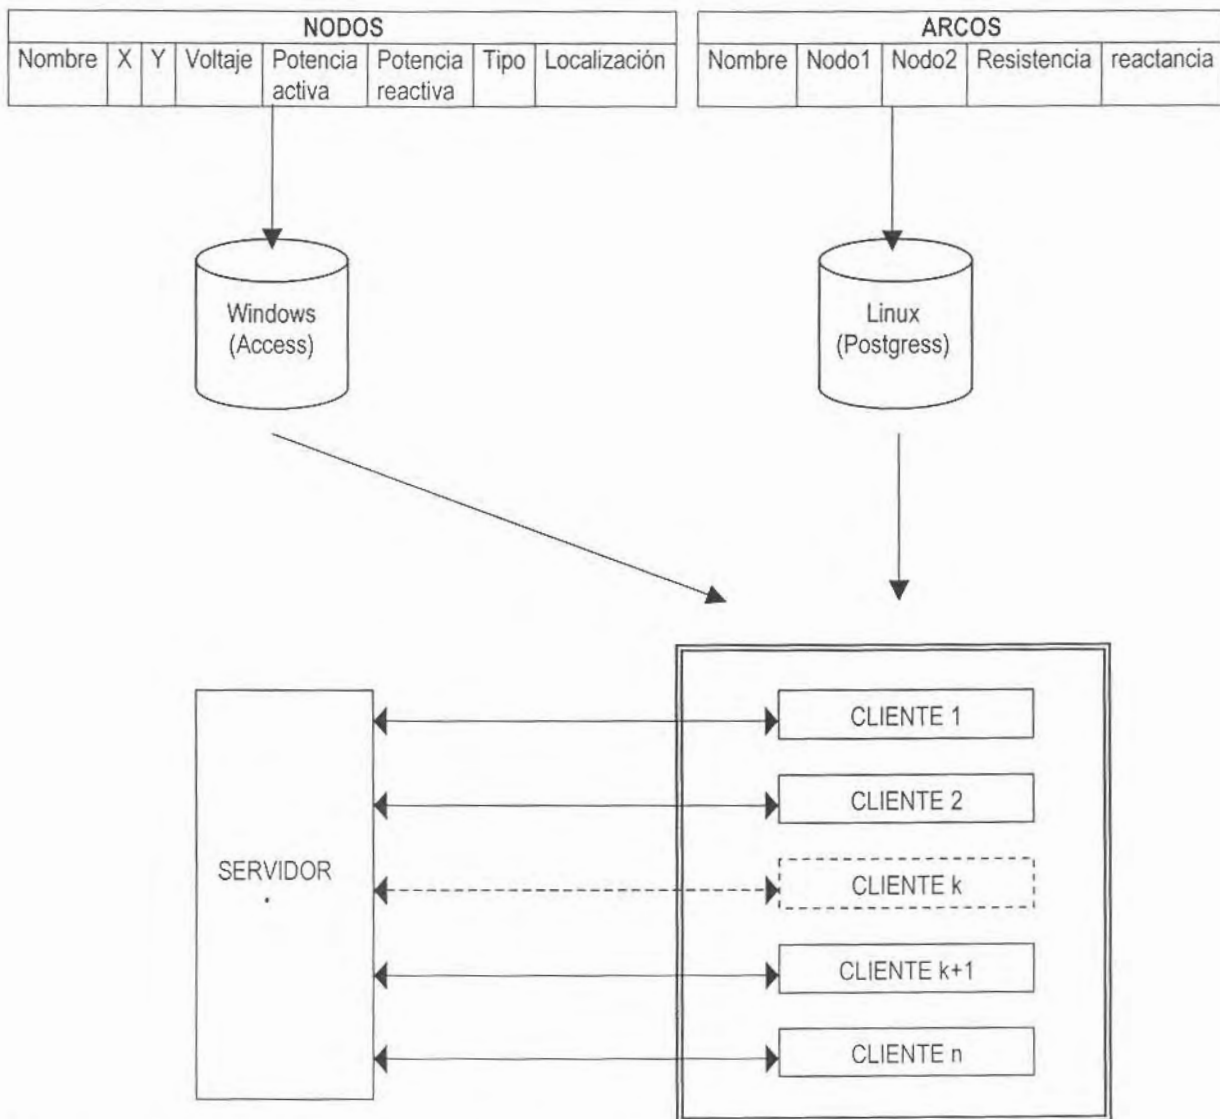 NODOS
Nombre X Y Voltaje Potencia activa Potencia reactiva Tipo Localización
ARCOS
Nombre Nodo1 Nodo2 Resistencia reactancia
Windows
(Access)
Linux
(Postgress)
SERVIDOR
CLIENTE 1
CLIENTE 2
CLIENTE k
CLIENTE k+1
CLIENTE n